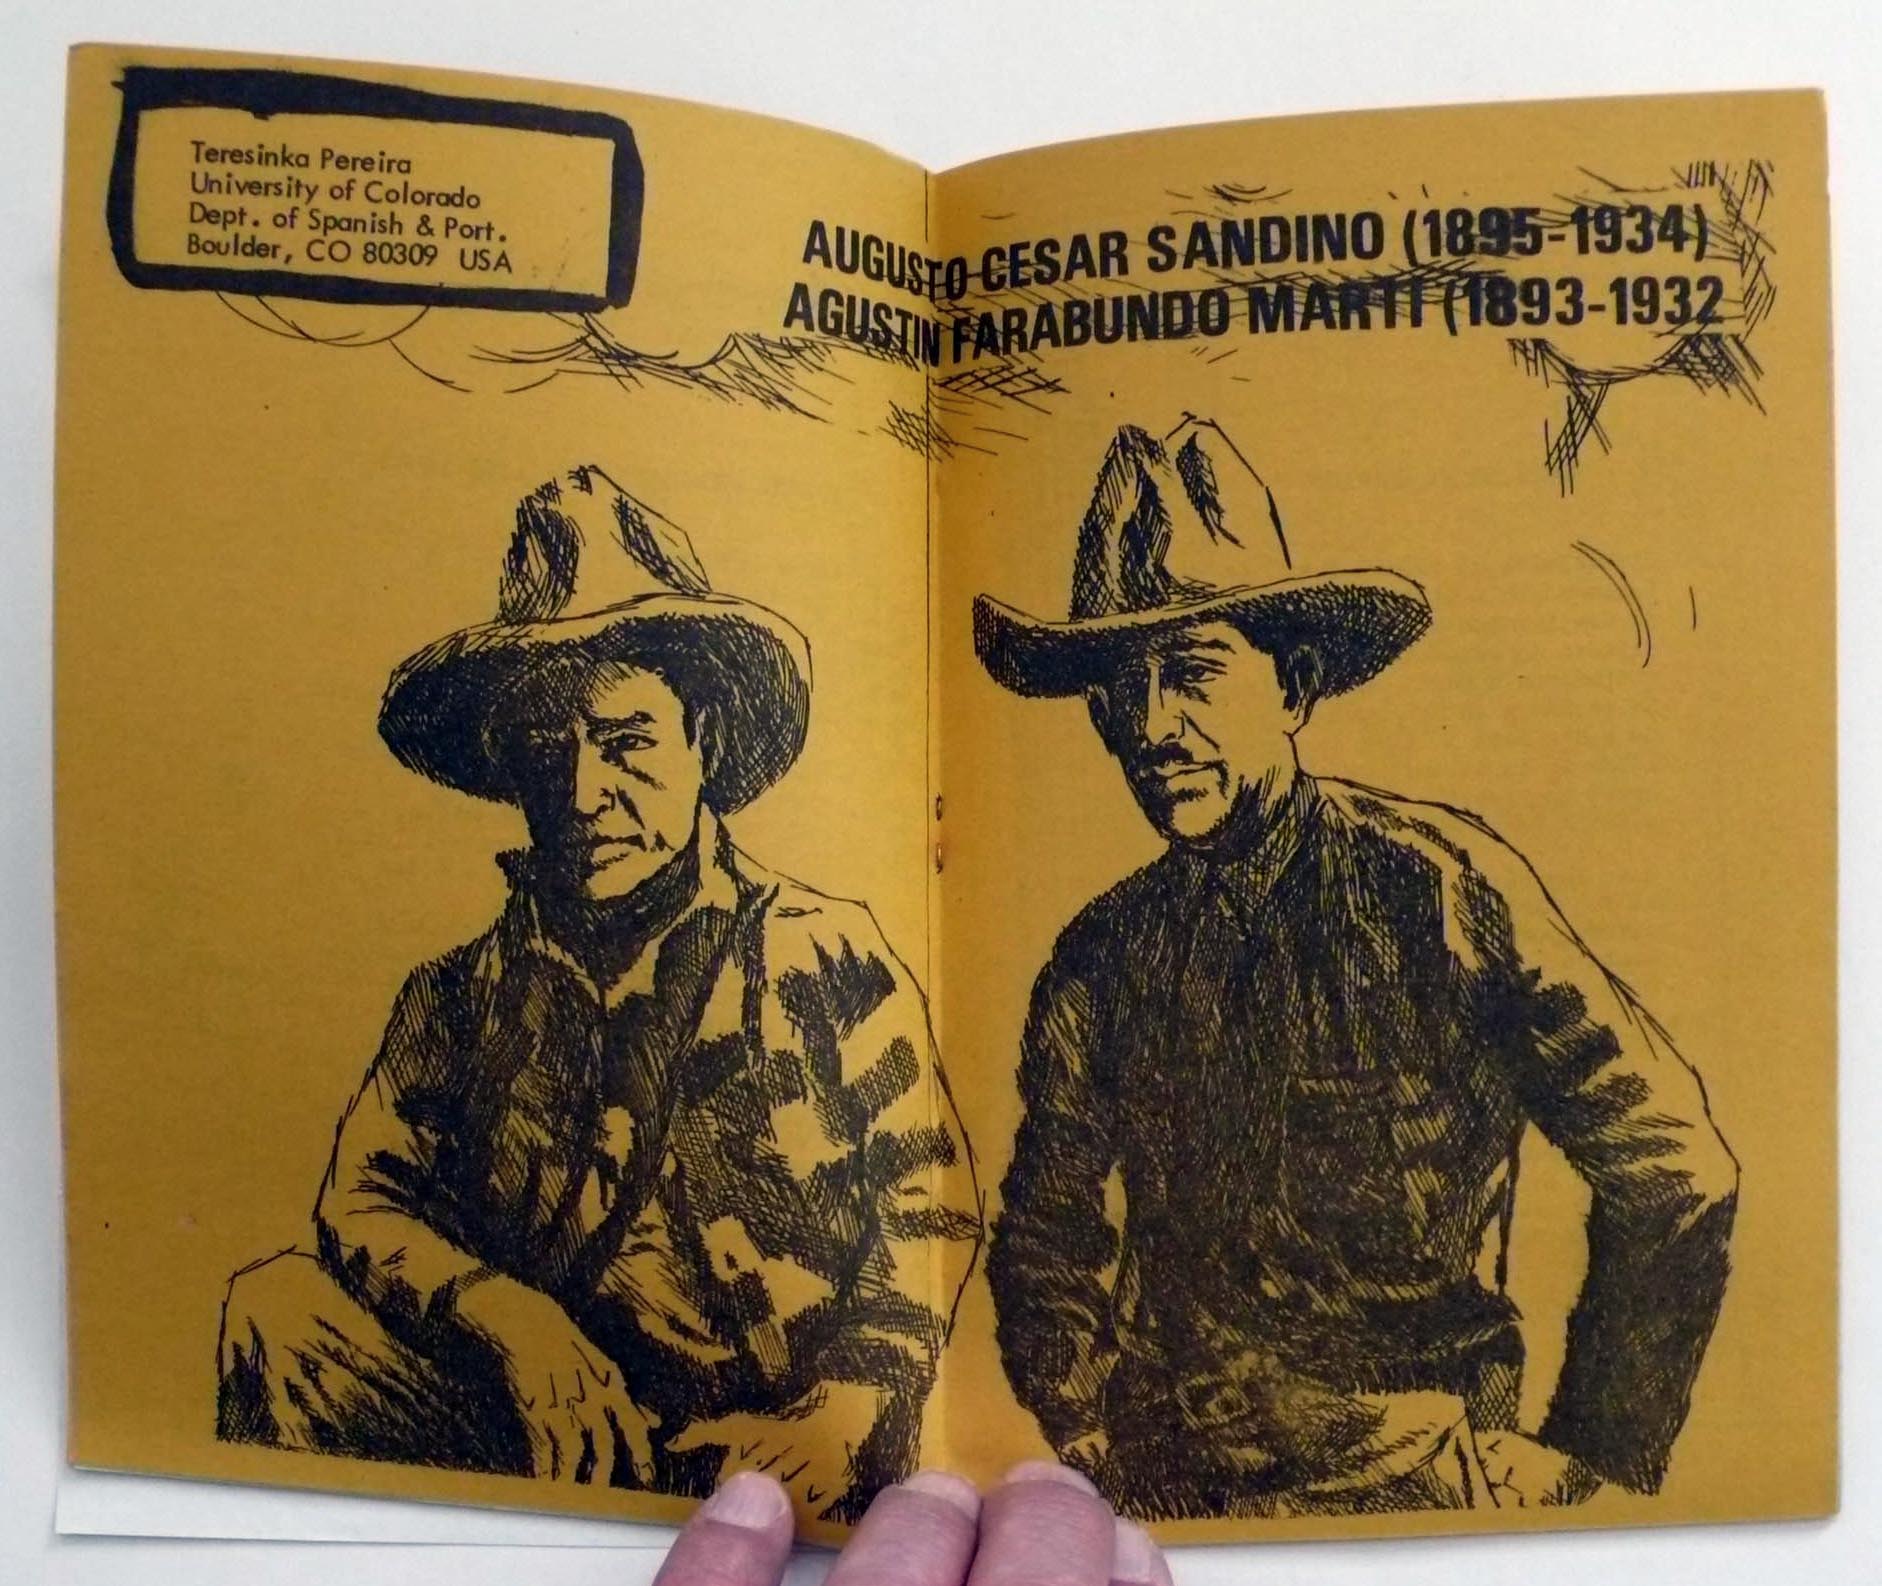 Teresinka Pereira
University of Colorado
Dept. of Spanish & Port.
Boulder, CO 80309 USA
AUGUSTO CESAR SANDINO (1895-1934)
AGUSTIN FARABUNDO MARTI (1893-1932